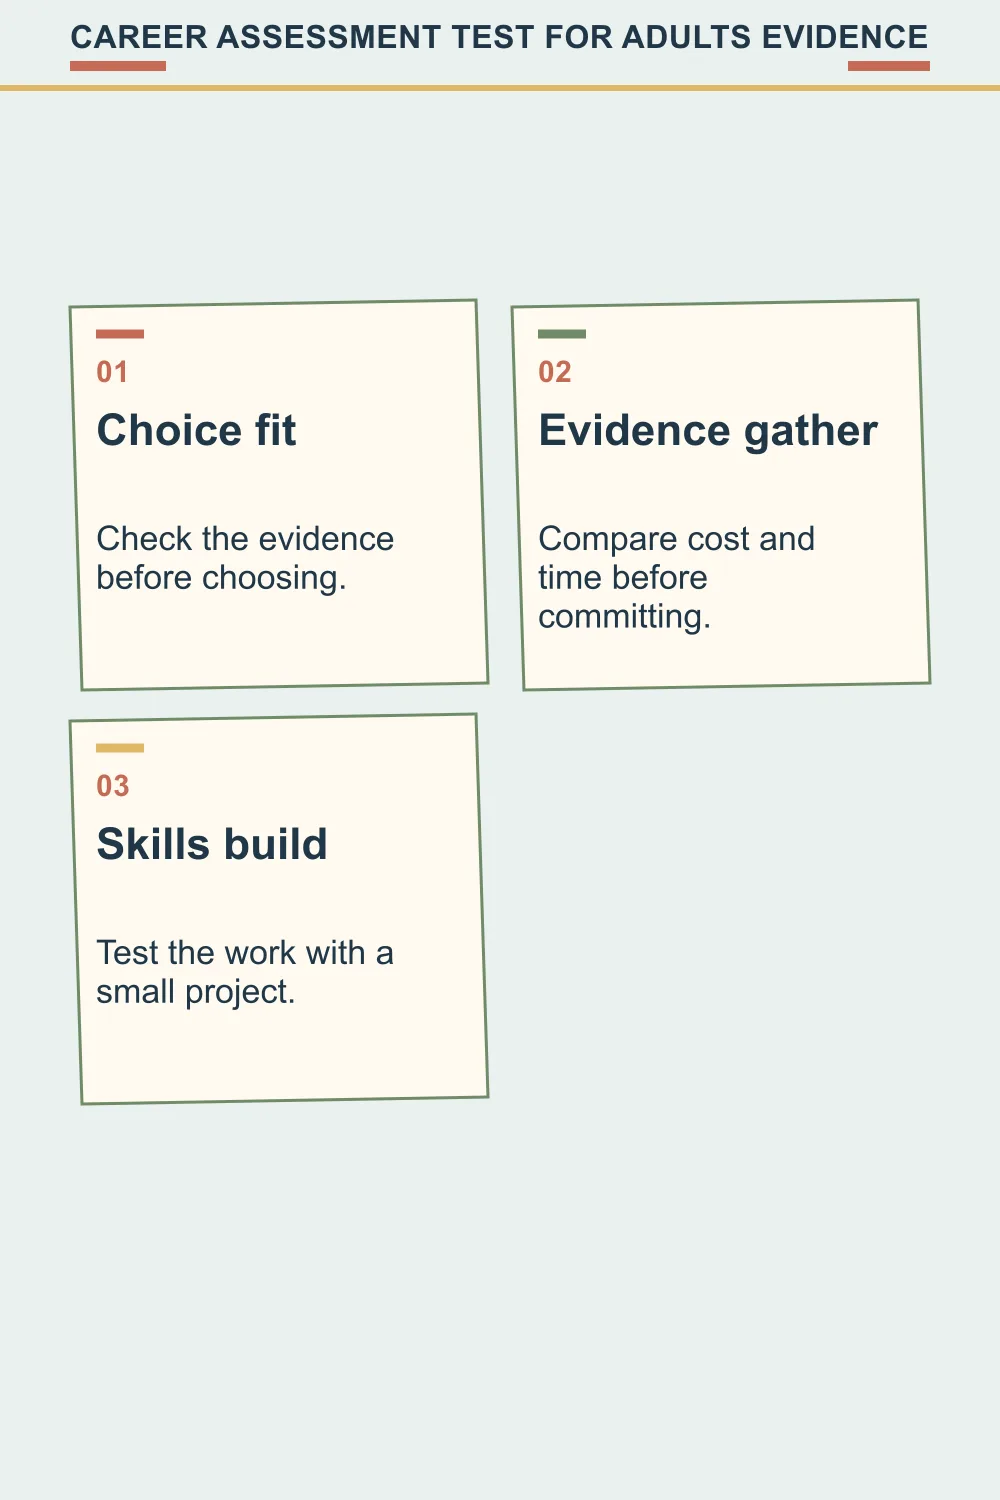 CAREER ASSESSMENT TEST FOR ADULTS EVIDENCE
01
Choice fit
Check the evidence
before choosing.
02
Evidence gather
Compare cost and
time before
committing.
03
Skills build
Test the work with a
small project.